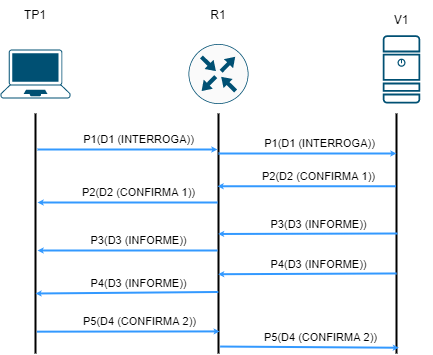 TP1 R1 V1
P1(D1 (INTERROGA)) P1(D1 (INTERROGA))
P2(D2 (CONFIRMA 1))
P2(D2 (CONFIRMA 1))
P3(D3 (INFORME))
P3(D3 (INFORME))
P4(D3 (INFORME))
P4(D3 (INFORME))
P5(D4 (CONFIRMA 2))
P5(D4 (CONFIRMA 2))